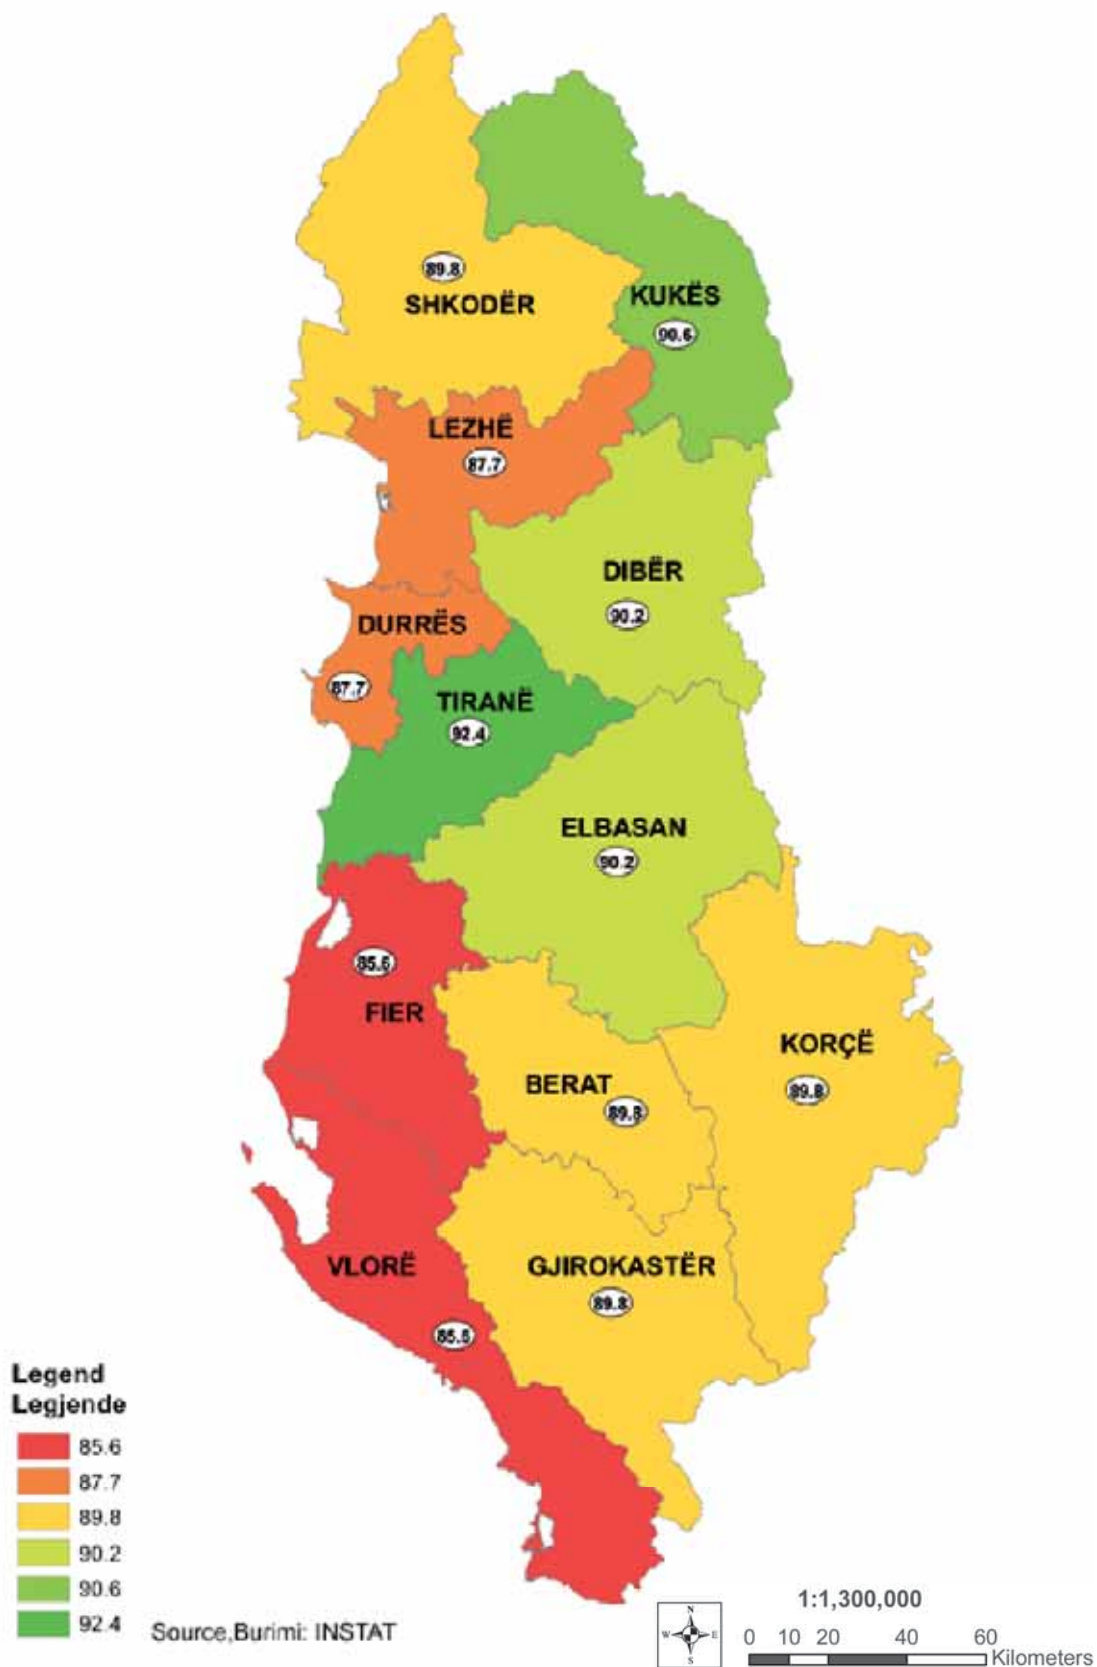 89.8
SHKODËR
KUKËS
90.6
LEZHË
87.7
DIBËR
90.2
DURRËS
87.7
TIRANË
92.4
ELBASAN
90.2
85.6
FIER
KORÇË
89.8
BERAT
89.8
VLORË
GJIROKASTËR
89.8
85.6
Legend
Legjende
85.6
87.7
89.8
90.2
90.6
92.4
Source,Burimi: INSTAT
N
W E
S
1:1,300,000
0 10 20 40 60
Kilometers